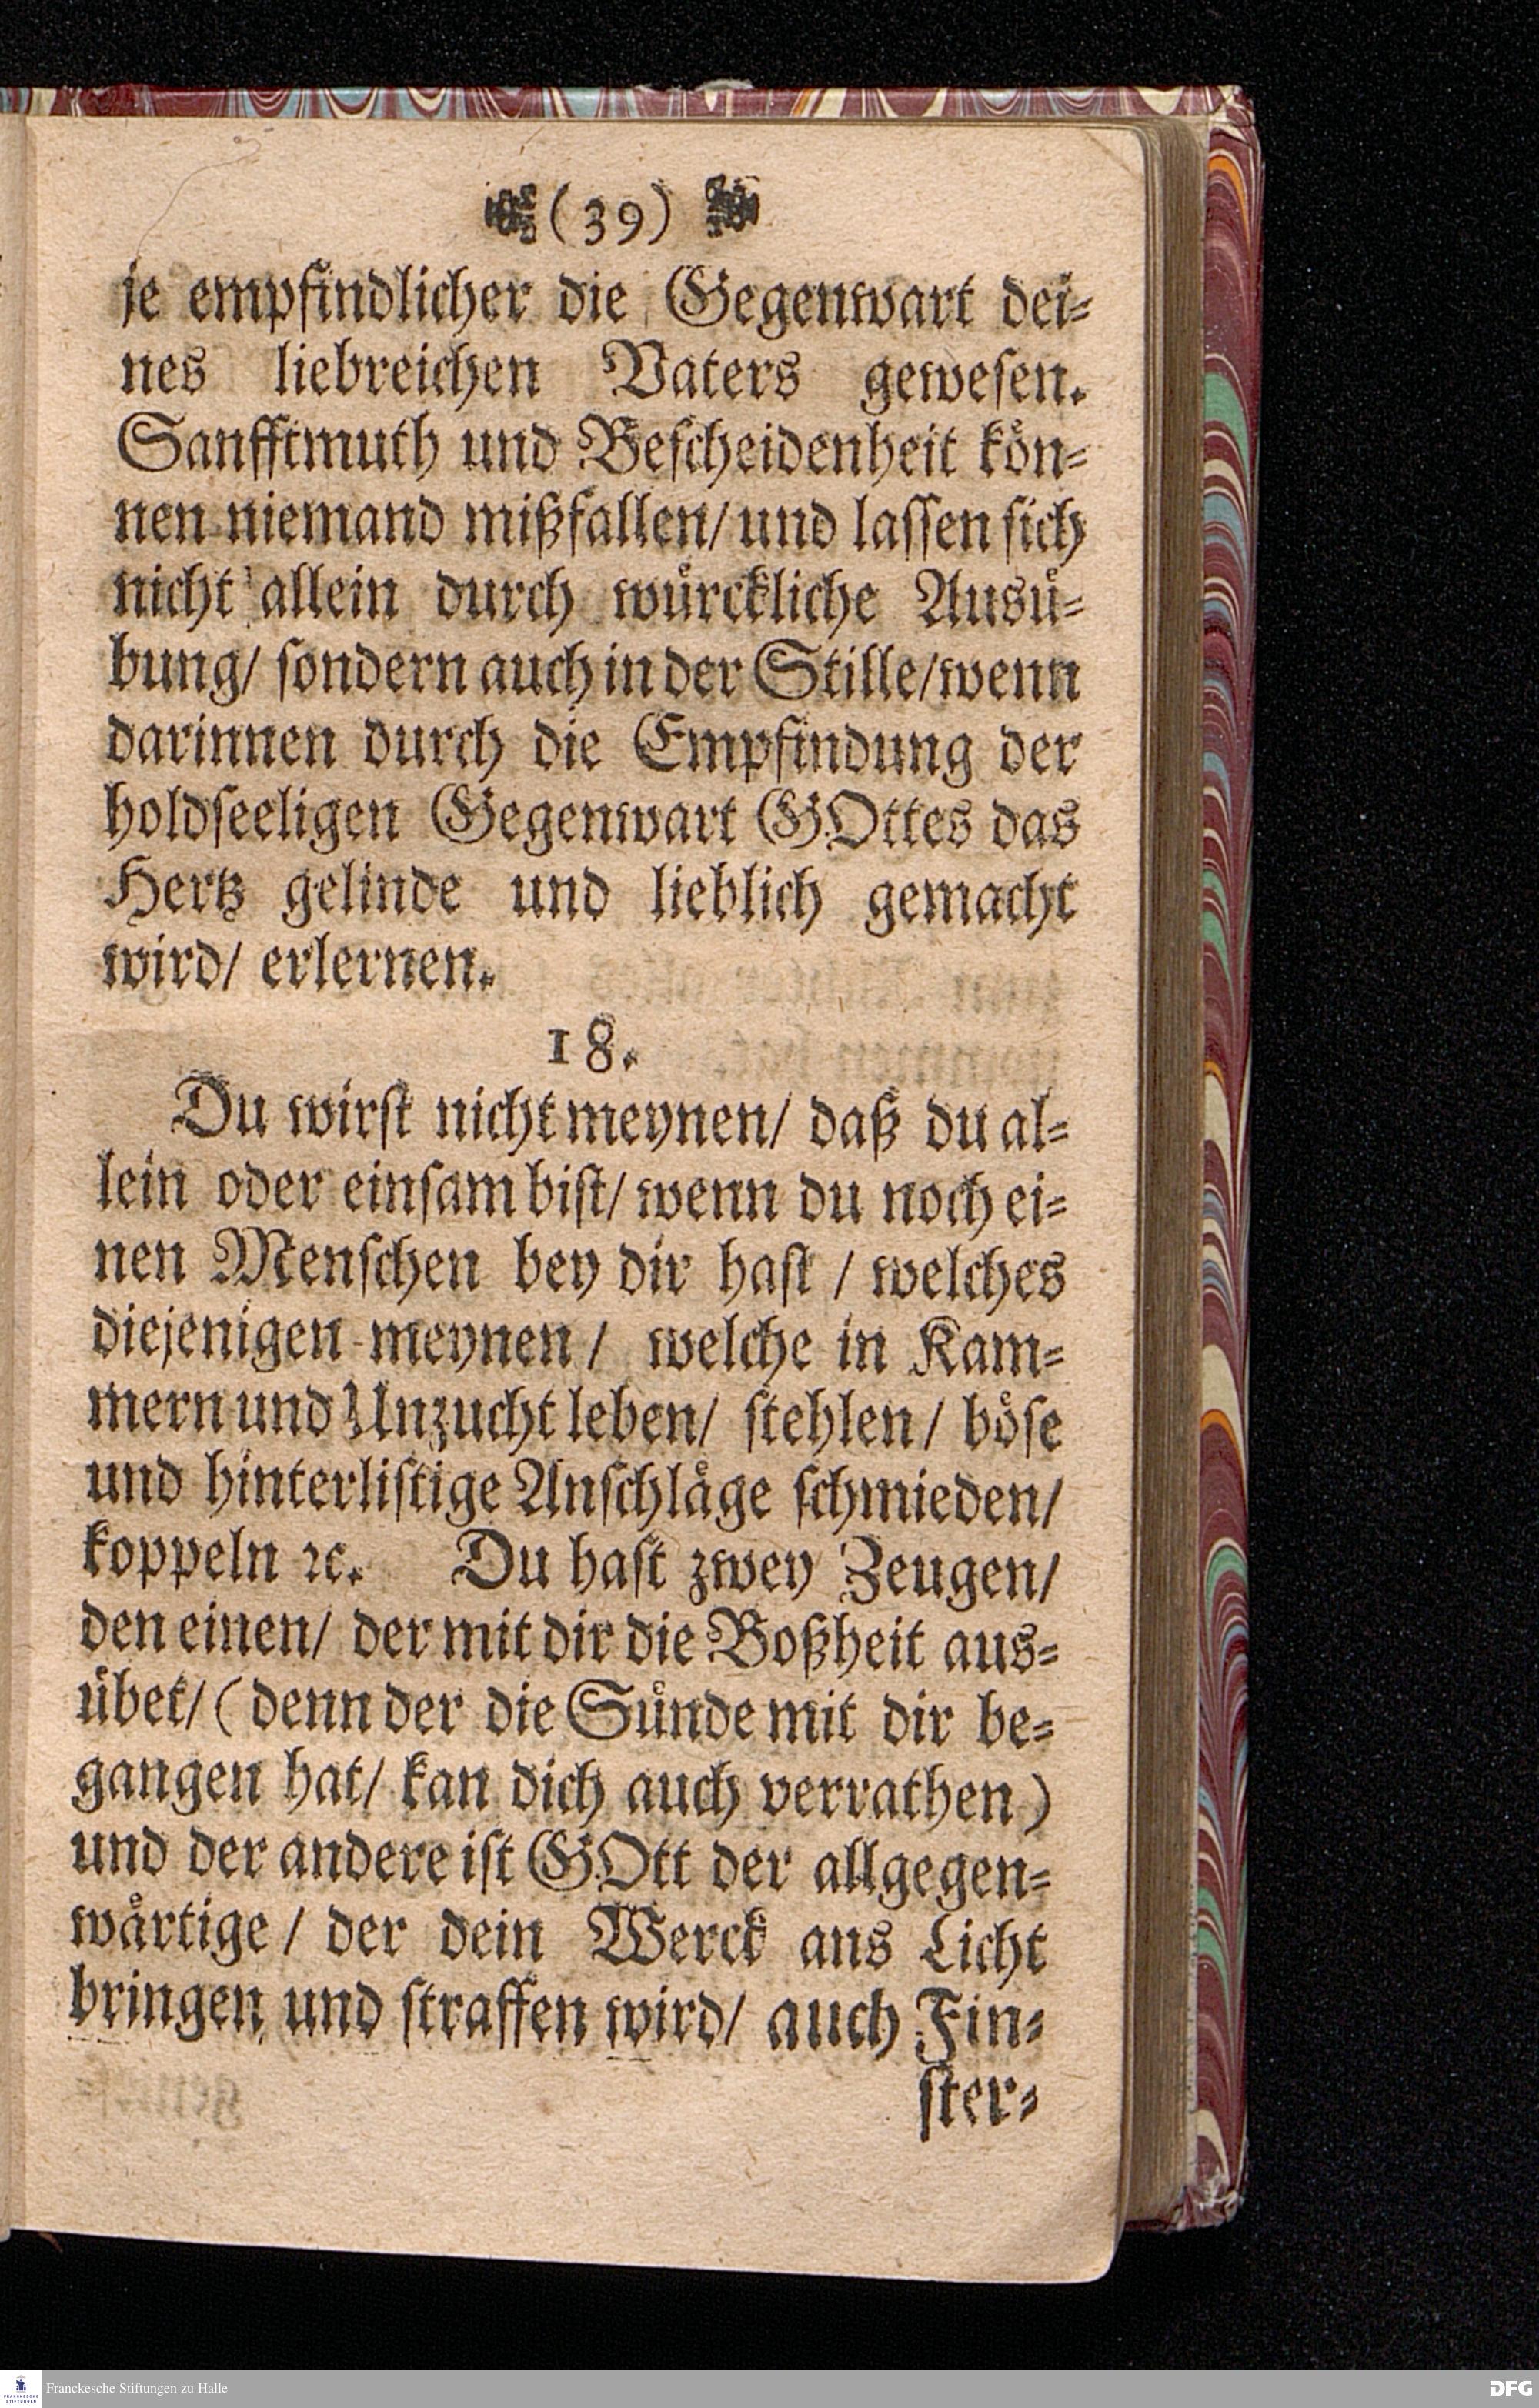 (39)
je empfindlicher die Gegenwart dei-
nes liebreichen Vaters gewesen.
Sanfftmuth und Bescheidenheit kön-
nen niemand mißfallen/ und lassen sich
nicht allein durch würckliche Ausü-
bung/ sondern auch in der Stille/ wenn
darinnen durch die Empfindung der
holdseeligen Gegenwart GOttes das
Hertz gelinde und lieblich gemacht
wird/ erlernen.
18.
Du wirst nicht meynen/ daß du al-
lein oder einsam bist/ wenn du noch ei-
nen Menschen bey dir hast / welches
diejenigen meynen / welche in Kam-
mern und Unzucht leben/ stehlen / böse
und hinterlistige Anschläge schmieden/
koppeln ꝛc. Du hast zwey Zeugen/
den einen/ der mit dir die Boßheit aus-
übet/ (denn der die Sünde mit dir be-
gangen hat/ kan dich auch verrathen)
und der andere ist GOtt der allgegen-
wärtige / der dein Werck ans Licht
bringen und straffen wird/ auch Fin-
ster-
Franckesche Stiftungen zu Halle
DFG